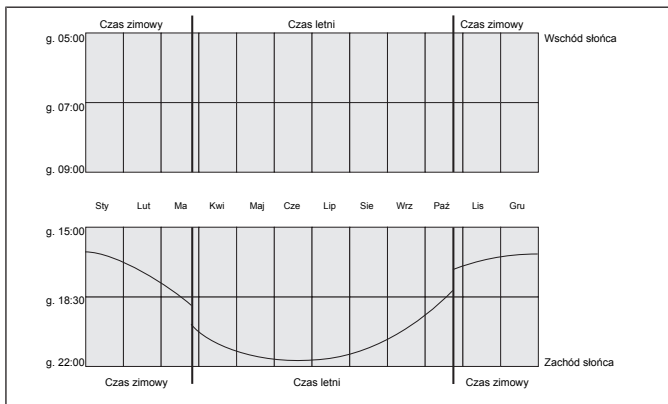 Czas zimowy Czas letni Czas zimowy
g. 05:00 Wschód słońca
g. 07:00
g. 09:00
Sty Lut Ma Kwi Maj Cze Lip Sie Wrz Paź Lis Gru
g. 15:00
g. 18:30
g. 22:00 Zachód słońca
Czas zimowy Czas letni Czas zimowy